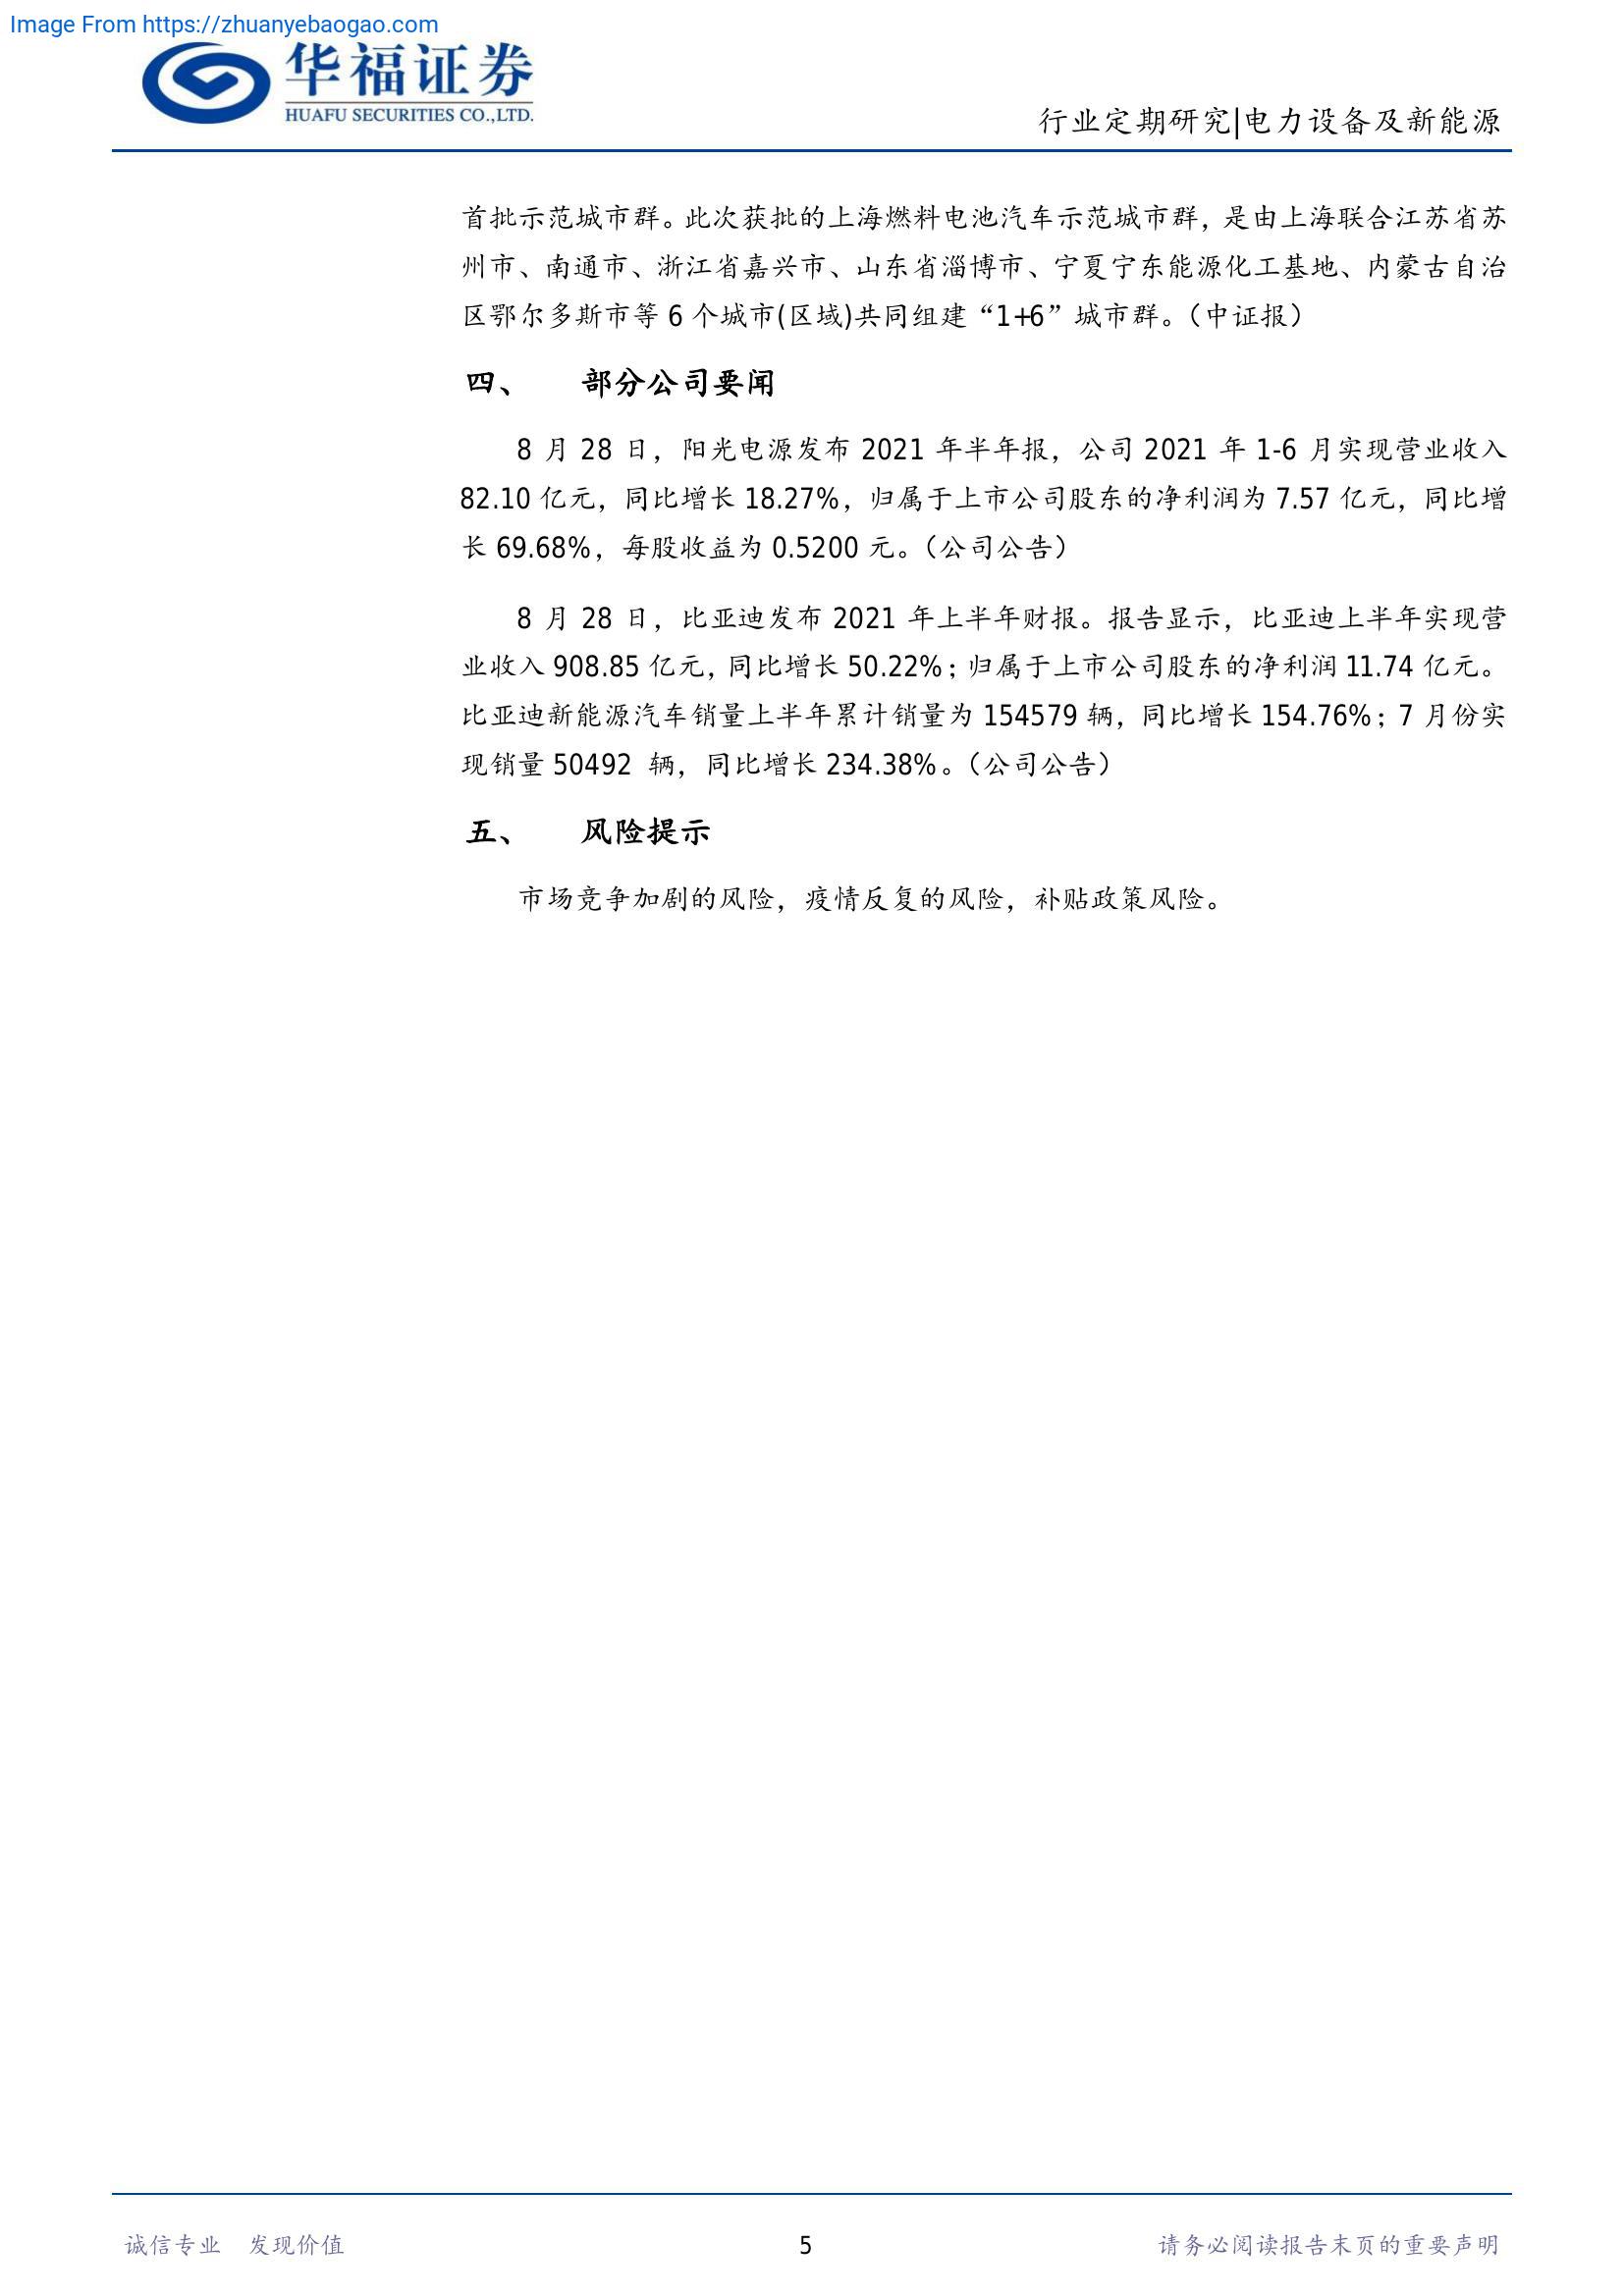 Image From https://zhuanyebaogao.com
华福证券
HUAFU SECURITIES CO.,LTD.
行业定期研究|电力设备及新能源
首批示范城市群。此次获批的上海燃料电池汽车示范城市群，是由上海联合江苏省苏
州市、南通市、浙江省嘉兴市、山东省淄博市、宁夏宁东能源化工基地、内蒙古自治
区鄂尔多斯市等 6 个城市(区域)共同组建“1+6”城市群。（中证报）
四、 部分公司要闻
8 月 28 日，阳光电源发布 2021 年半年报，公司 2021 年 1-6 月实现营业收入
82.10 亿元，同比增长 18.27%，归属于上市公司股东的净利润为 7.57 亿元，同比增
长 69.68%，每股收益为 0.5200 元。（公司公告）
8 月 28 日，比亚迪发布 2021 年上半年财报。报告显示，比亚迪上半年实现营
业收入 908.85 亿元，同比增长 50.22%；归属于上市公司股东的净利润 11.74 亿元。
比亚迪新能源汽车销量上半年累计销量为 154579 辆，同比增长 154.76%；7 月份实
现销量 50492 辆，同比增长 234.38%。（公司公告）
五、 风险提示
市场竞争加剧的风险，疫情反复的风险，补贴政策风险。
诚信专业 发现价值
5
请务必阅读报告末页的重要声明